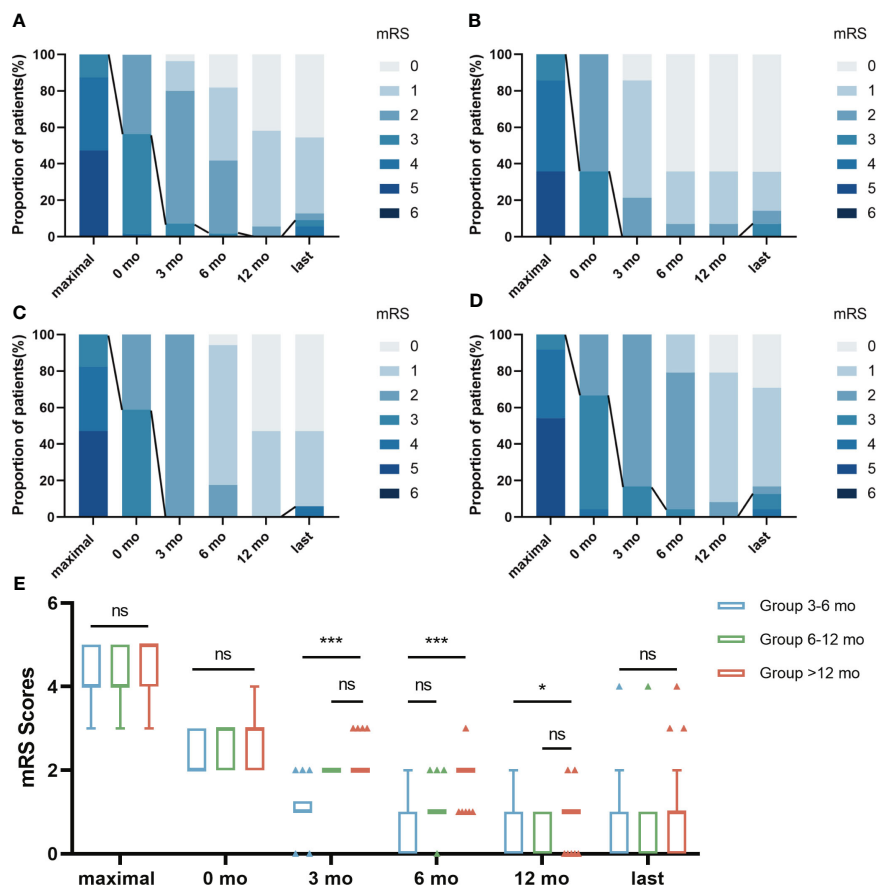 A
Proportion of patients(%)
100
80
60
40
20
0
maximal
0 mo
3 mo
6 mo
12 mo
last
mRS
0
1
2
3
4
5
6
B
Proportion of patients(%)
100
80
60
40
20
0
maximal
0 mo
3 mo
6 mo
12 mo
last
mRS
0
1
2
3
4
5
6
C
Proportion of patients(%)
100
80
60
40
20
0
maximal
0 mo
3 mo
6 mo
12 mo
last
mRS
0
1
2
3
4
5
6
D
Proportion of patients(%)
100
80
60
40
20
0
maximal
0 mo
3 mo
6 mo
12 mo
last
mRS
0
1
2
3
4
5
6
E
mRS Scores
6
4
2
0
ns
ns
***
ns
***
ns
*
ns
ns
maximal
0 mo
3 mo
6 mo
12 mo
last
Group 3-6 mo
Group 6-12 mo
Group >12 mo